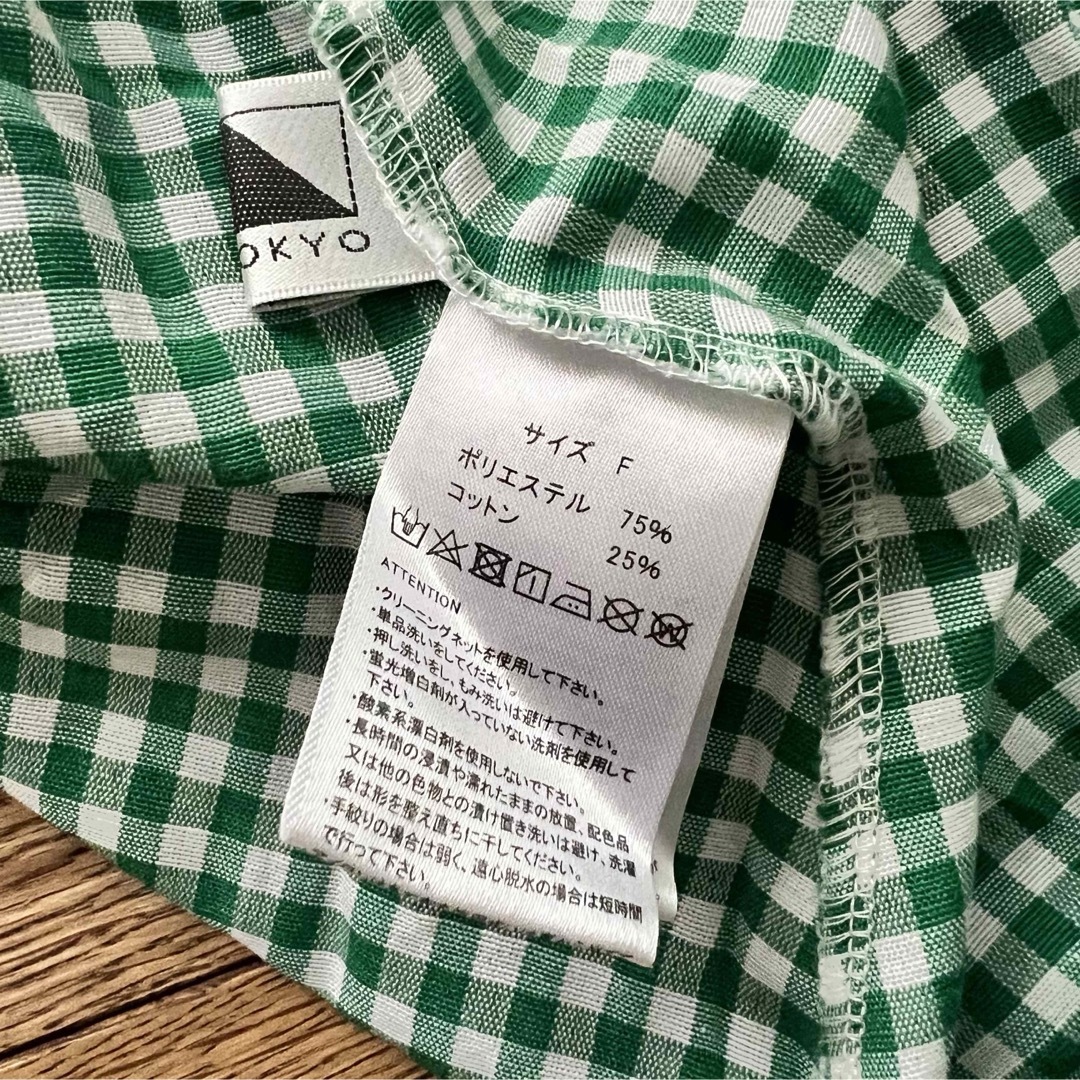 OKYO
サイズ F
ポリエステル 75%
コットン 25%
ATTENTION
・クリーニングネットを使用して下さい。
・単品洗いをしてください。
・押し洗いをし、もみ洗いは避けて下さい。
・蛍光増白剤が入っていない洗剤を使用して
下さい。
・酸素系漂白剤を使用しないで下さい。
・長時間の浸漬や濡れたままの放置、配色品
又は他の色物との漬け置き洗いは避け、洗濯
後は形を整え直ちに干してください。
・手絞りの場合は弱く、遠心脱水の場合は短時間
で行って下さい。